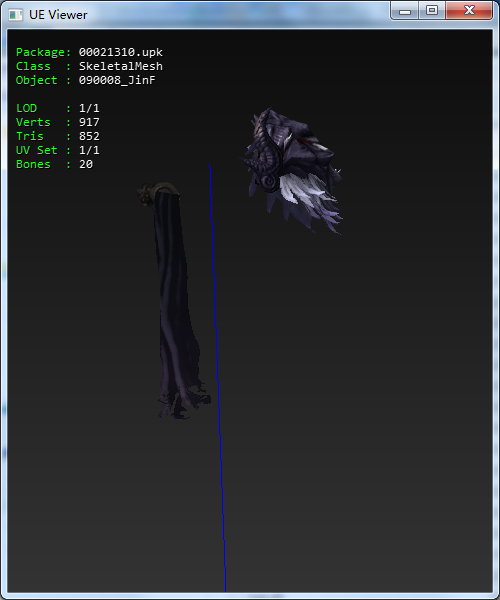 UE Viewer
Package: 00021310.upk
Class  : SkeletalMesh
Object : 090008_JinF
LOD    : 1/1
Verts  : 917
Tris   : 852
UV Set : 1/1
Bones  : 20